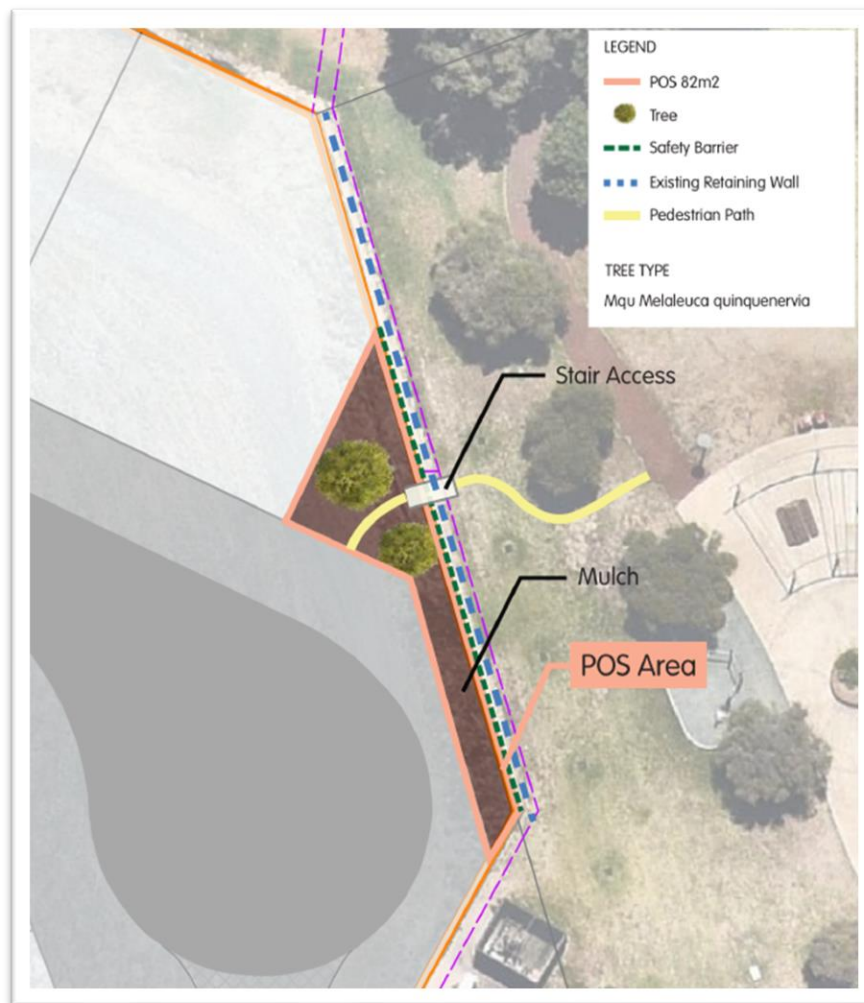 LEGEND
POS 82m2
Tree
Safety Barrier
Existing Retaining Wall
Pedestrian Path
TREE TYPE
Mqu Melaleuca quinquenervia
Stair Access
Mulch
POS Area